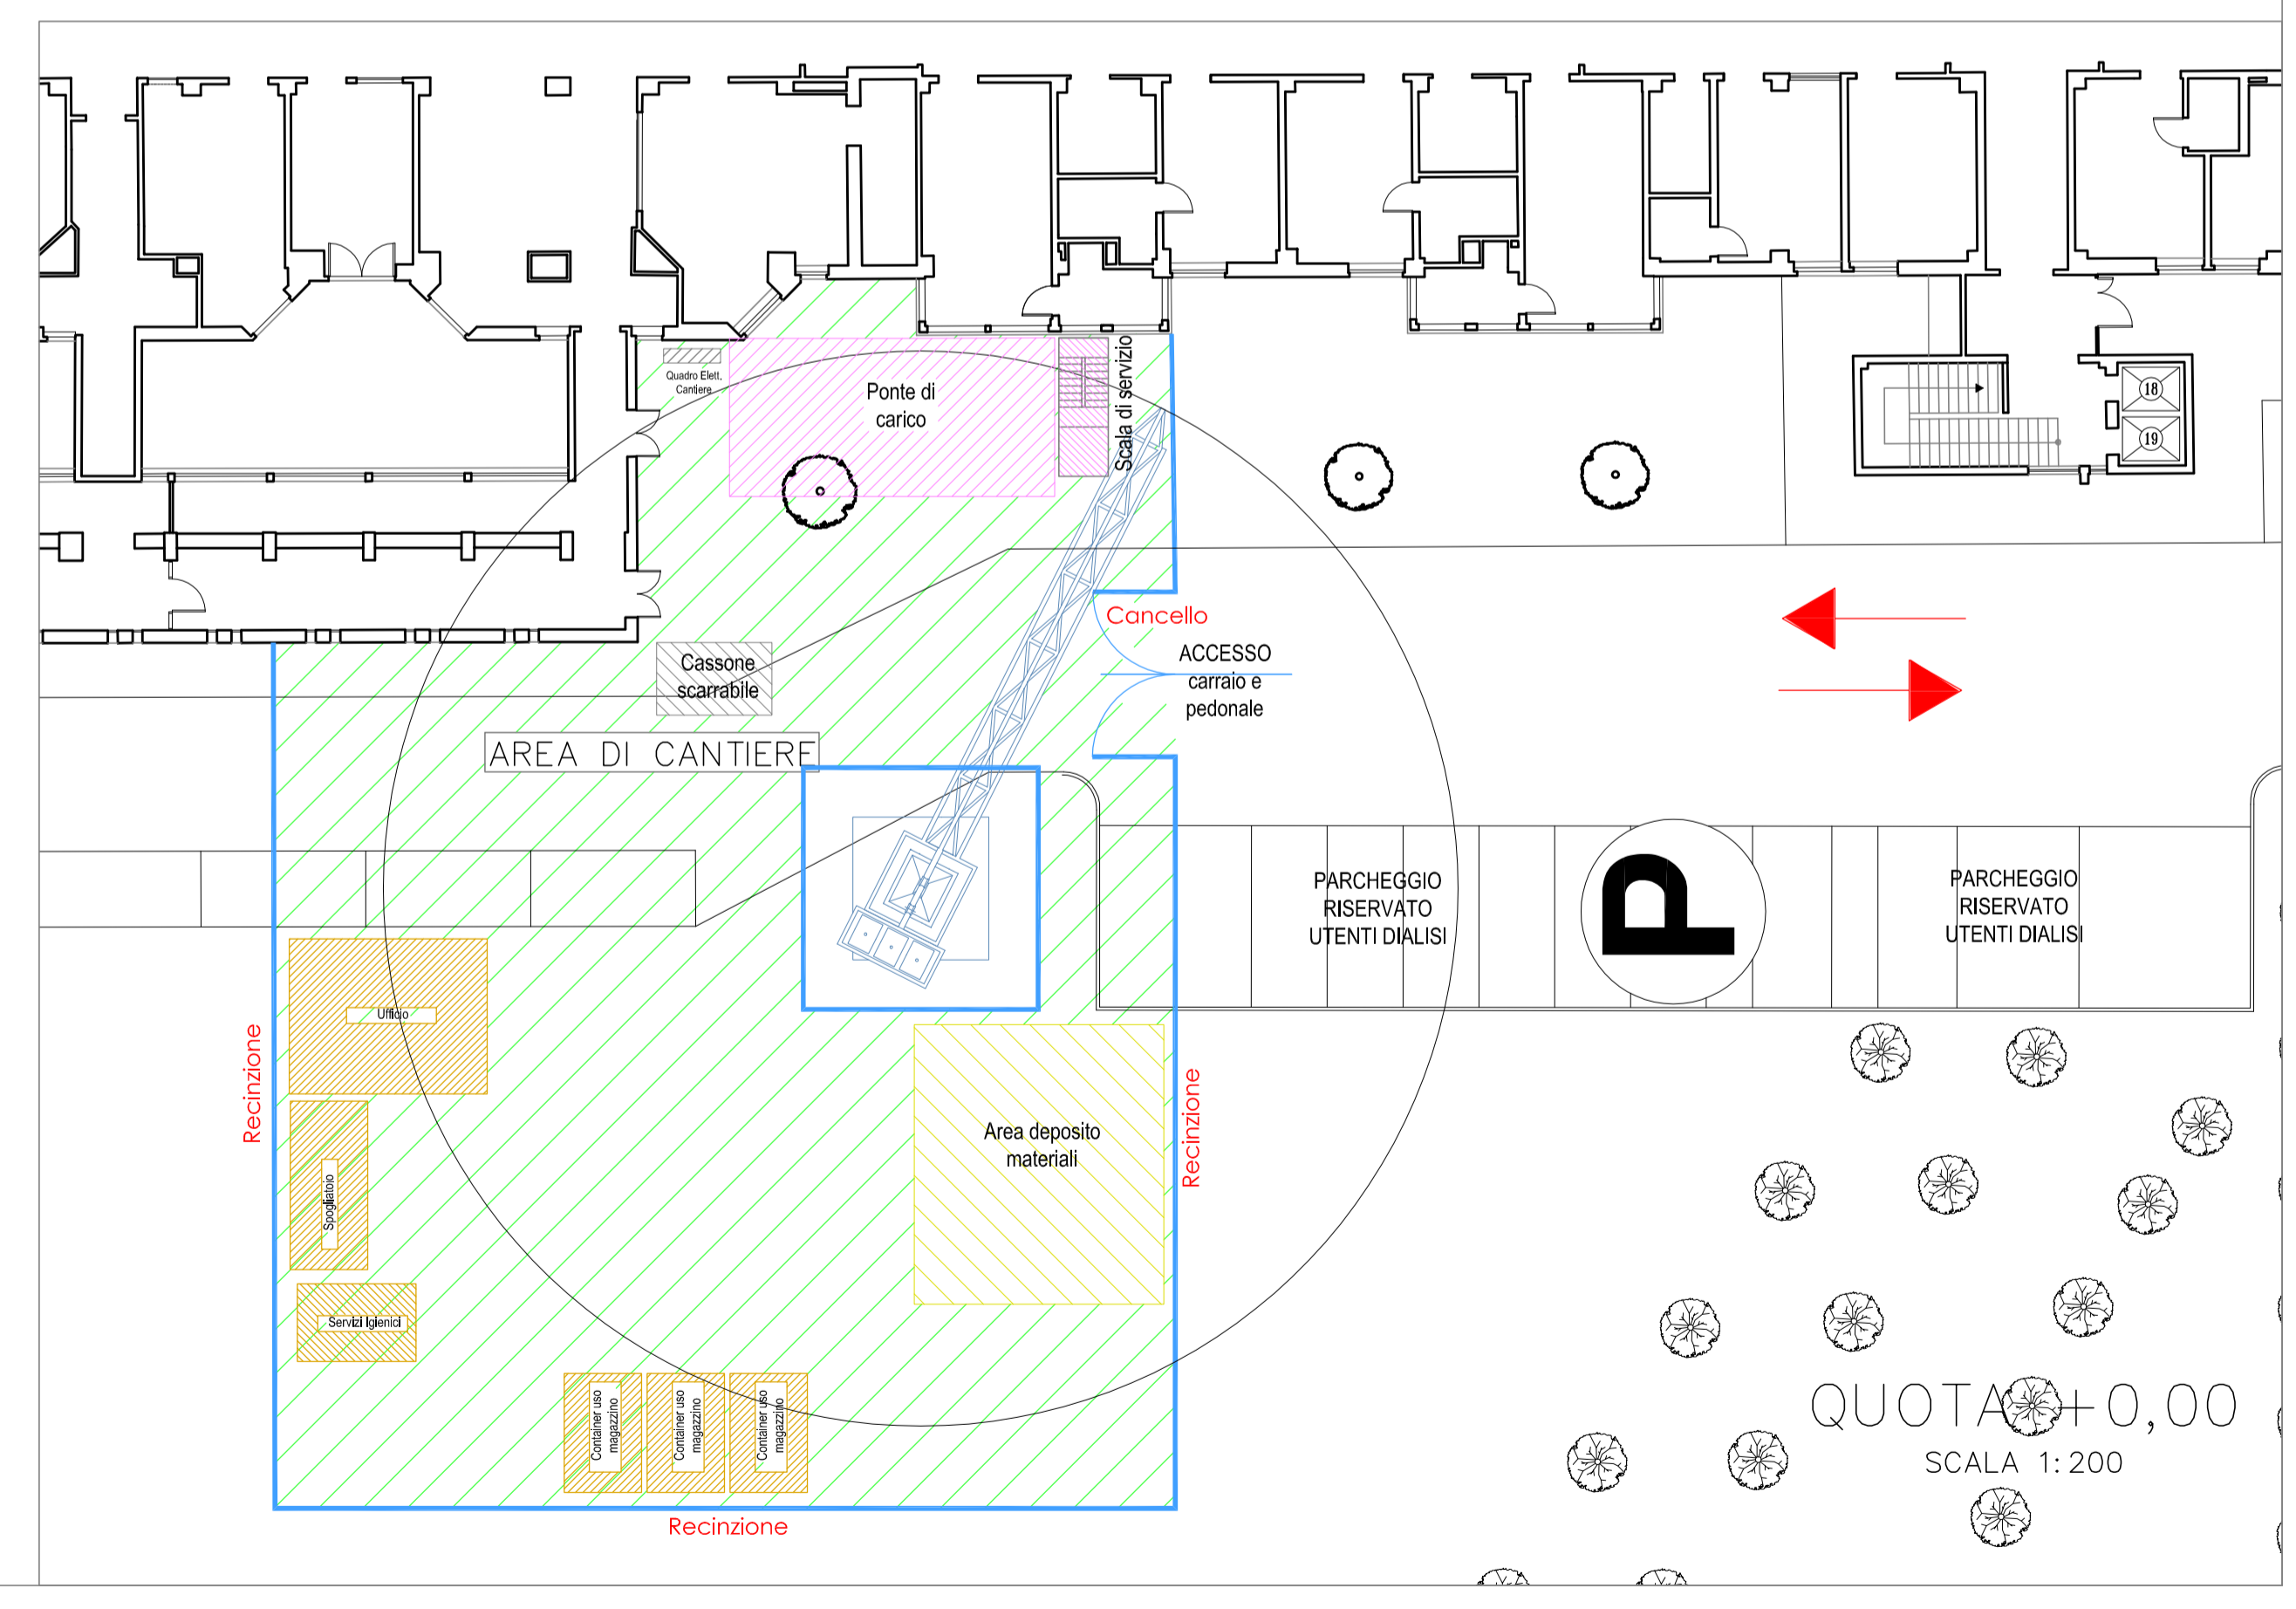 18
19
Quadro Elett.
Cantiere
Ponte di
carico
Scala di servizio
Cancello
ACCESSO
carraio e
pedonale
Cassone
scarrabile
AREA DI CANTIERE
PARCHEGGIO
RISERVATO
UTENTI DIALISI
P
PARCHEGGIO
RISERVATO
UTENTI DIALISI
Ufficio
Recinzione
Area deposito
materiali
Recinzione
Spogliatoio
Servizi Igienici
Container uso
magazzino
Container uso
magazzino
Container uso
magazzino
QUOTA +0,00
SCALA 1:200
Recinzione